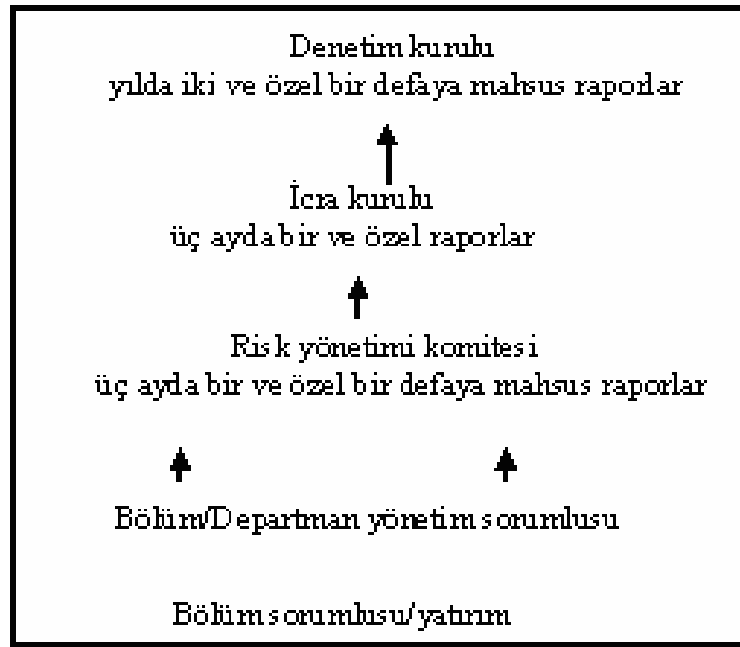 Denetim kurulu
yılda iki ve özel bir defaya mahsus raporlar
İcra kurulu
üç ayda bir ve özel raporlar
Risk yönetimi komitesi
üç ayda bir ve özel bir defaya mahsus raporlar
Bölüm/Departman yönetim sorumlusu
Bölüm sorumlusu/yatırım